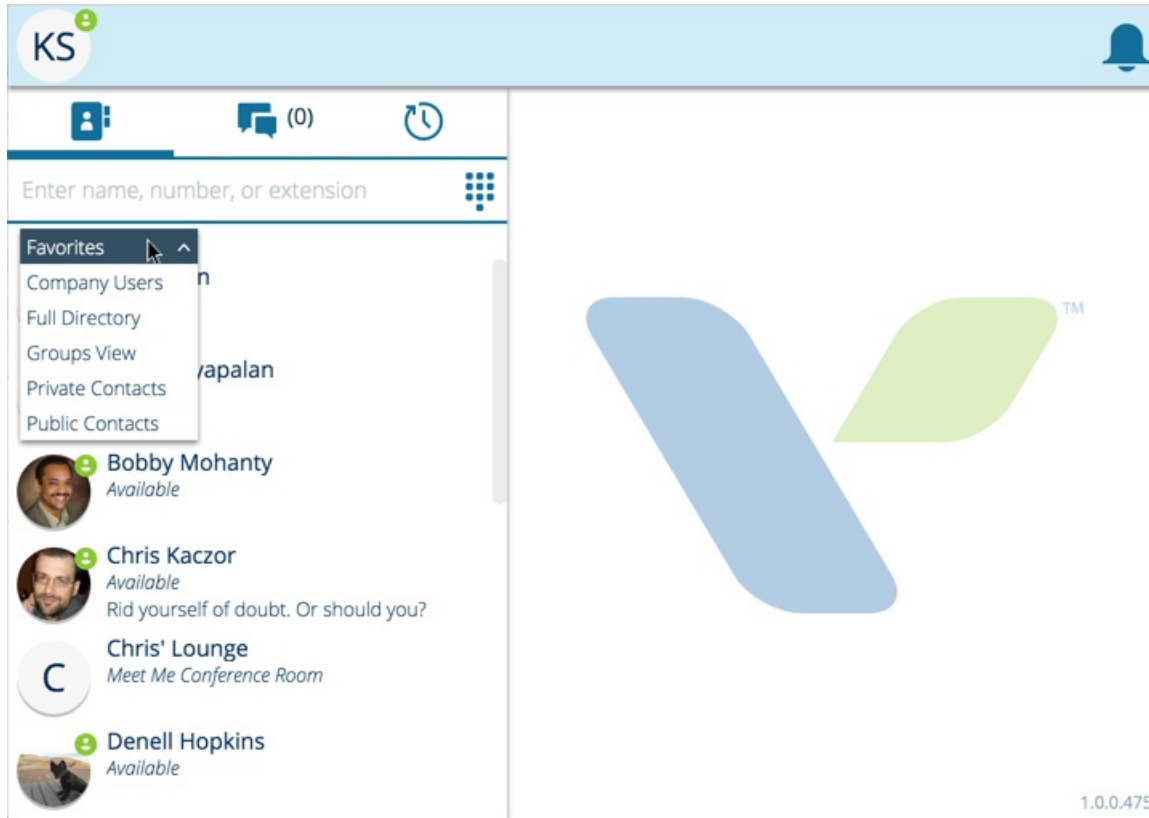 KS
(0)
Enter name, number, or extension
Favorites
Company Users
n
Full Directory
Groups View
yapalan
Private Contacts
Public Contacts
Bobby Mohanty
Available
Chris Kaczor
Available
Rid yourself of doubt. Or should you?
C
Chris' Lounge
Meet Me Conference Room
Denell Hopkins
Available
TM
1.0.0.475